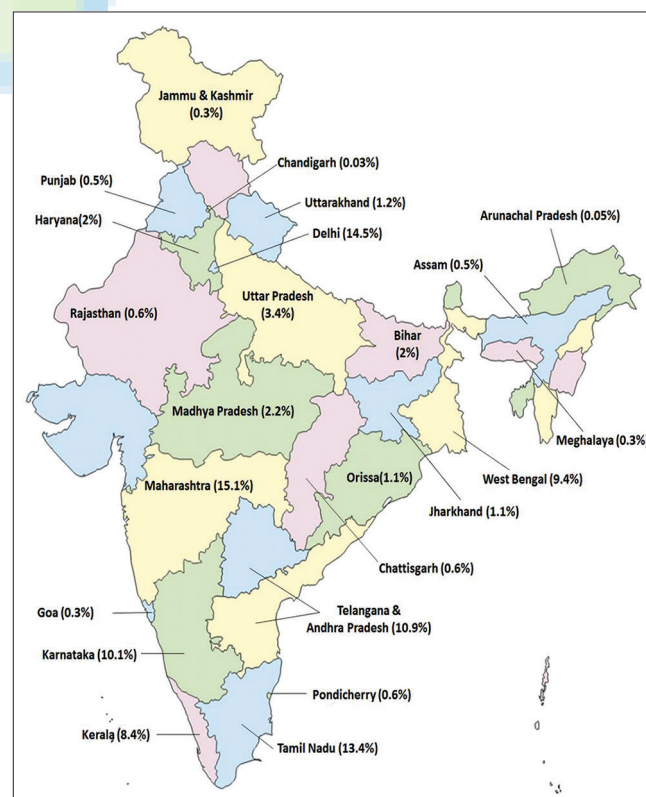 Jammu & Kashmir
(0.3%)
Chandigarh (0.03%)
Punjab (0.5%)
Uttarakhand (1.2%)
Haryana(2%)
Delhi (14.5%)
Arunachal Pradesh (0.05%)
Assam (0.5%)
Rajasthan (0.6%)
Uttar Pradesh
(3.4%)
Bihar
(2%)
Madhya Pradesh (2.2%)
Meghalaya (0.3%)
West Bengal (9.4%)
Maharashtra (15.1%)
Orissa(1.1%)
Jharkhand (1.1%)
Chattisgarh (0.6%)
Goa (0.3%)
Telangana &
Andhra Pradesh (10.9%)
Karnataka (10.1%)
Pondicherry (0.6%)
Kerala (8.4%)
Tamil Nadu (13.4%)